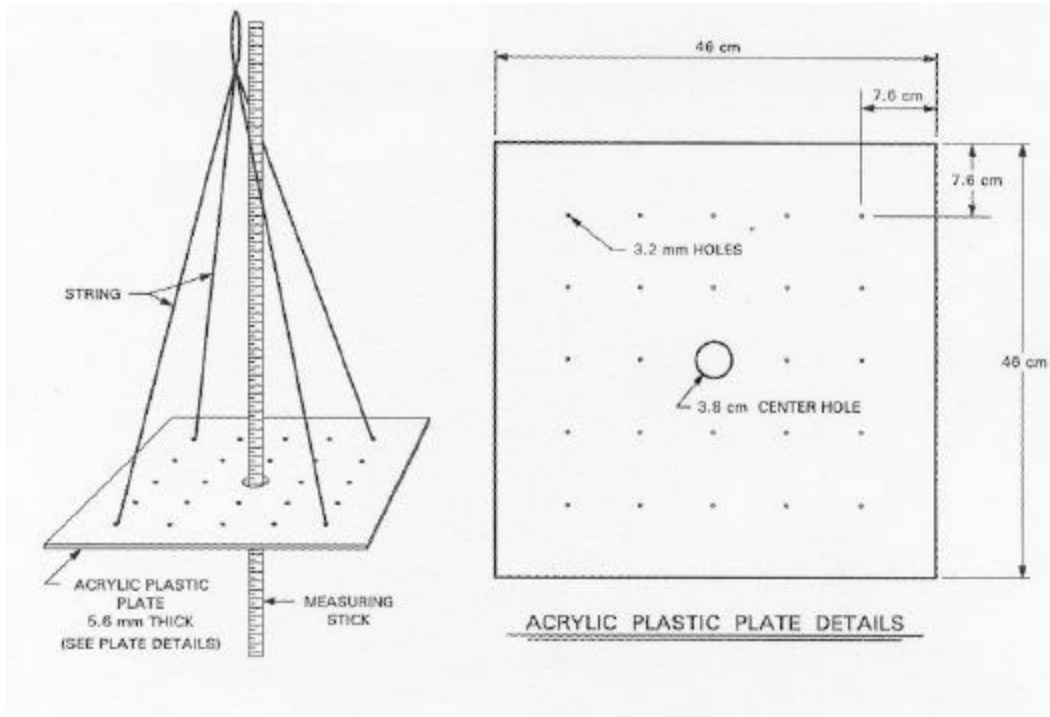 STRING
ACRYLIC PLASTIC
PLATE
5.6 mm THICK
(SEE PLATE DETAILS)
MEASURING
STICK
46 cm
7.6 cm
7.6 cm
3.2 mm HOLES
46 cm
3.8 cm CENTER HOLE
ACRYLIC PLASTIC PLATE DETAILS